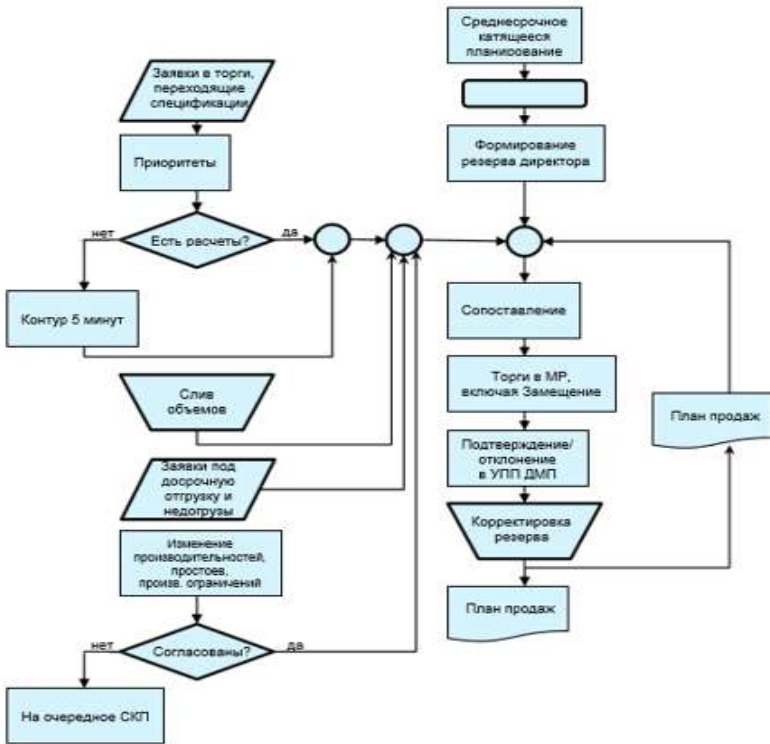 Среднесрочное
катящееся
планирование
Заявки в торги,
переходящие
спецификации
Приоритеты
Формирование
резерва директора
нет
Есть расчеты?
да
Контур 5 минут
Сопоставление
Слив
объемов
Торги в МР,
включая Замещение
План продаж
Заявки под
досрочную
отгрузку и
недогрузы
Подтверждение/
отклонение
в УПП ДМП
Корректировка
резерва
Изменение
производительностей,
простоев,
произв. ограничений
План продаж
нет
Согласованы?
да
На очередное СКП